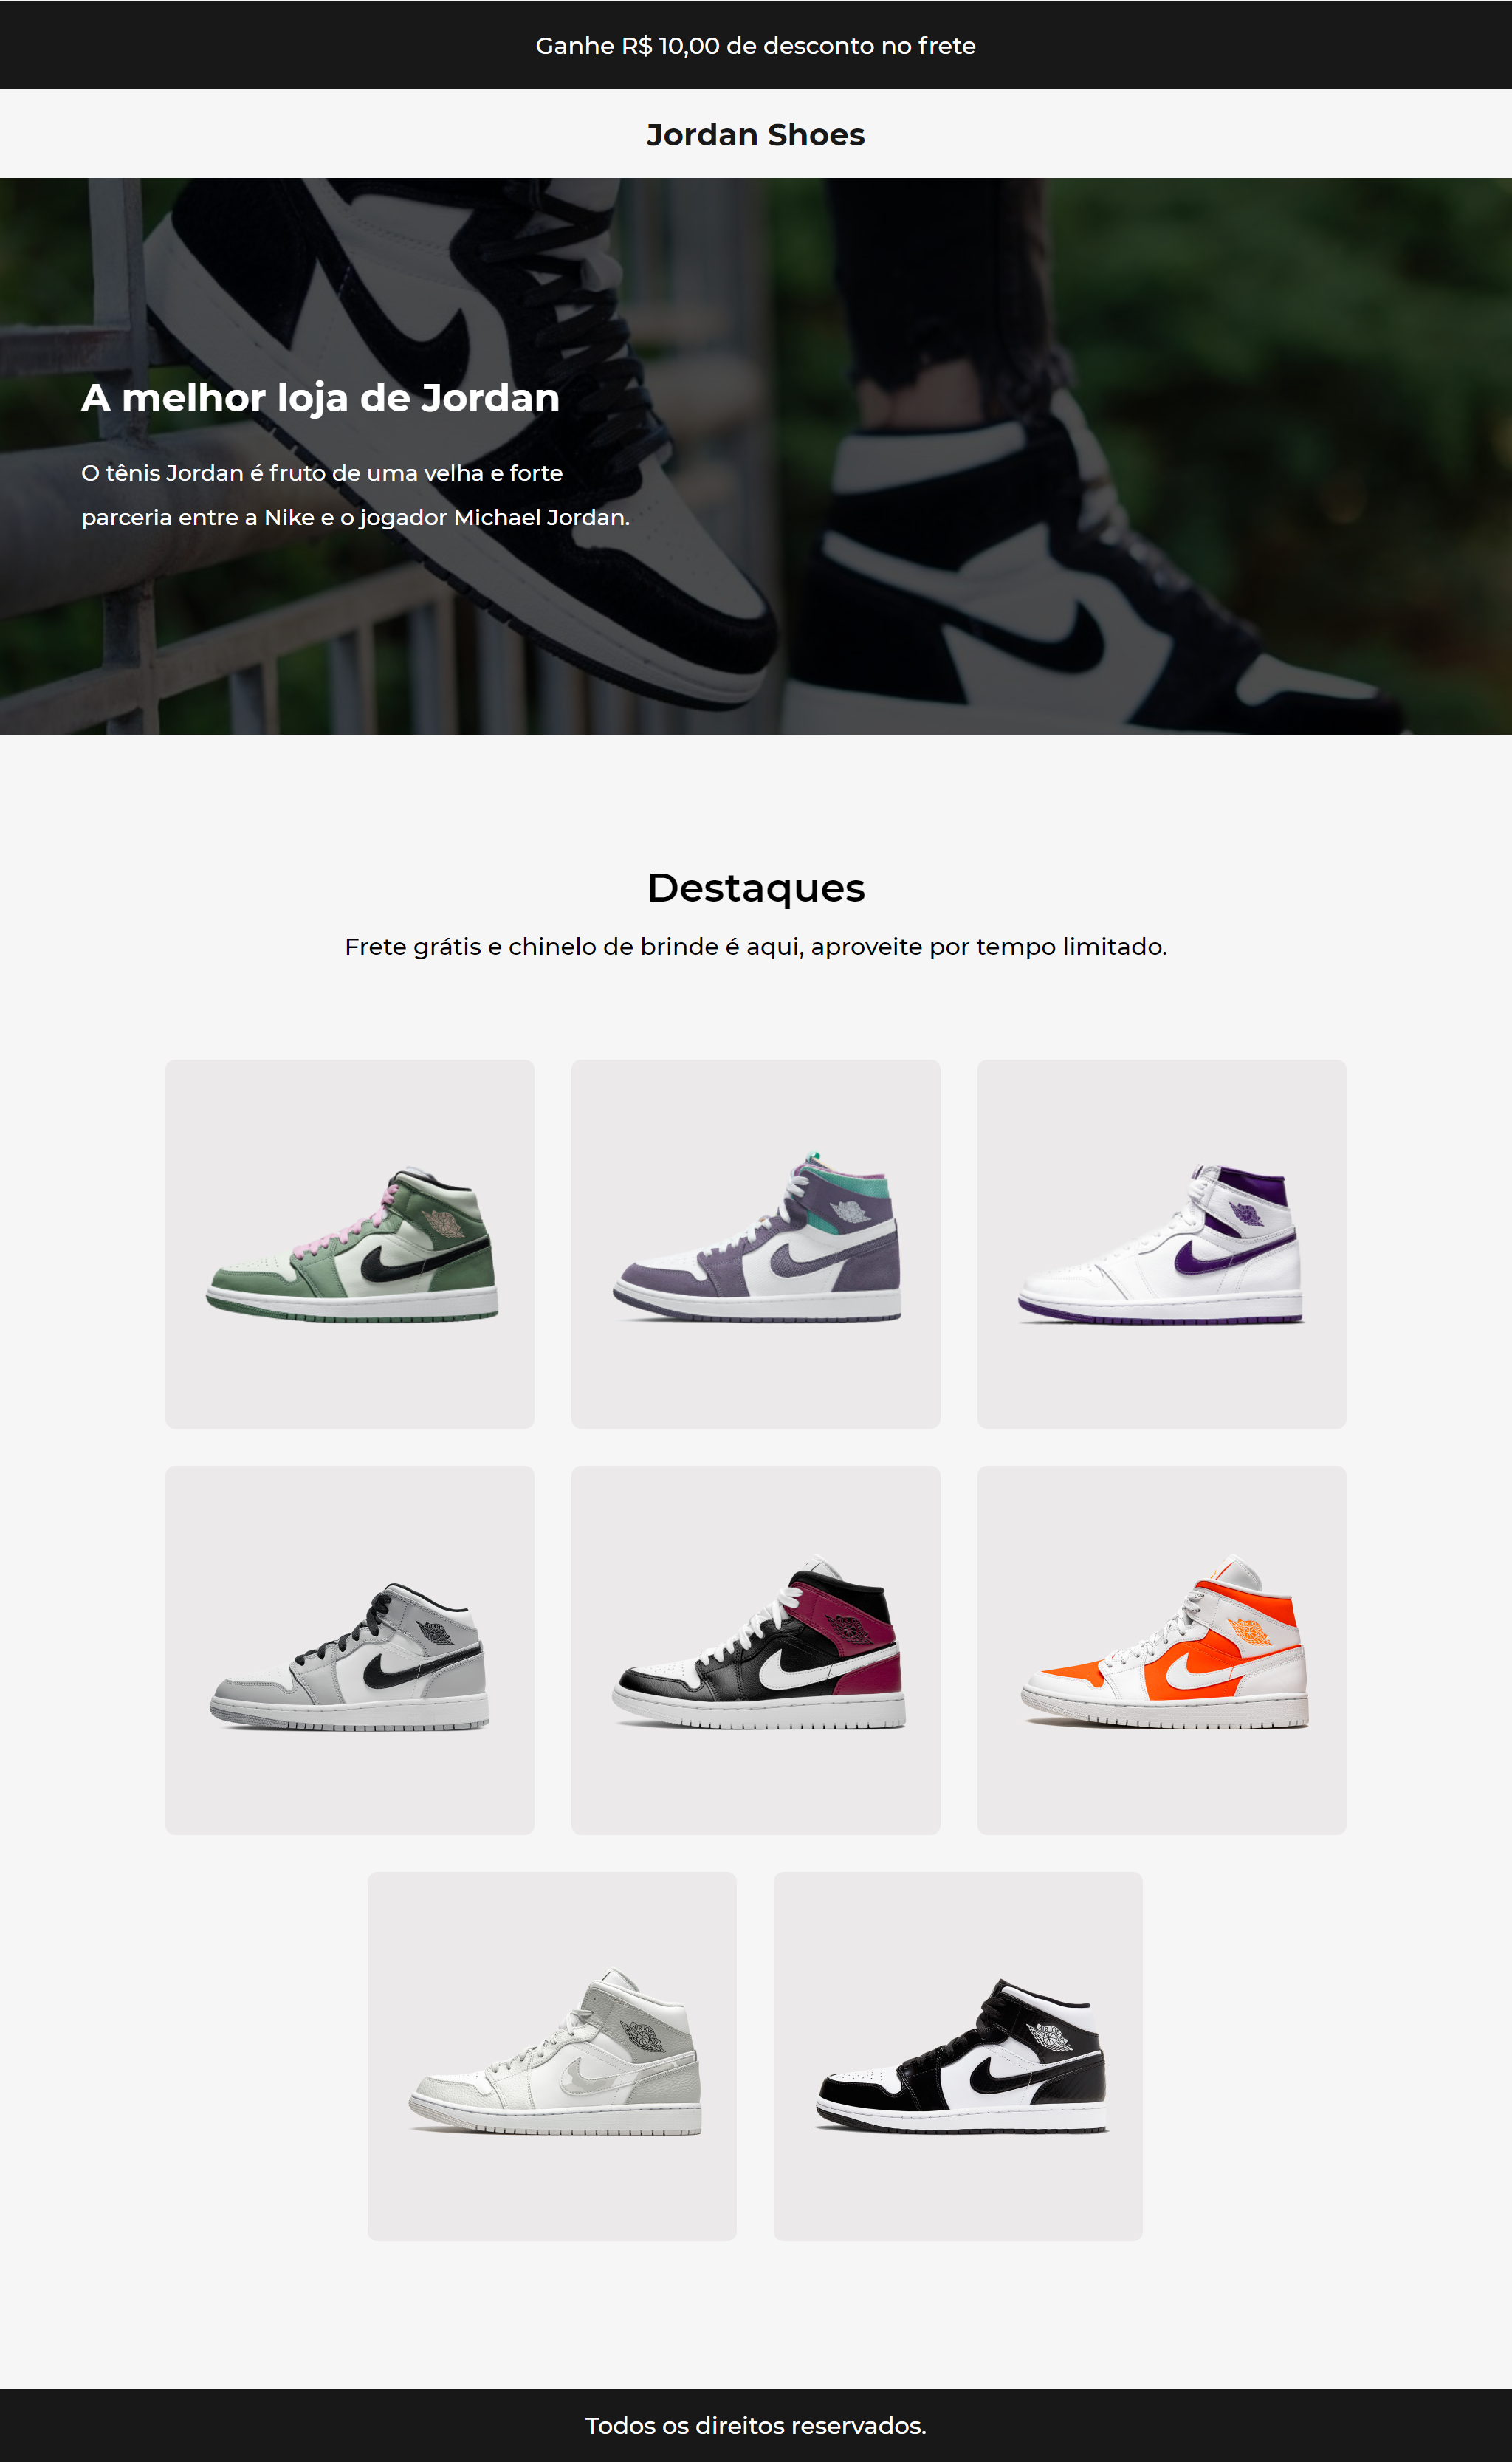 Ganhe R$ 10,00 de desconto no frete
Jordan Shoes
A melhor loja de Jordan
O tênis Jordan é fruto de uma velha e forte
parceria entre a Nike e o jogador Michael Jordan.
Destaques
Frete grátis e chinelo de brinde é aqui, aproveite por tempo limitado.
Todos os direitos reservados.